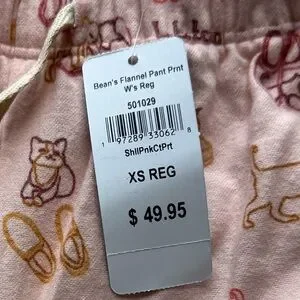 Bean's Flannel Pant Prnt
W's Reg
501029
1 97289 33062 8
ShllPnkCtPrt
XS REG
$ 49.95